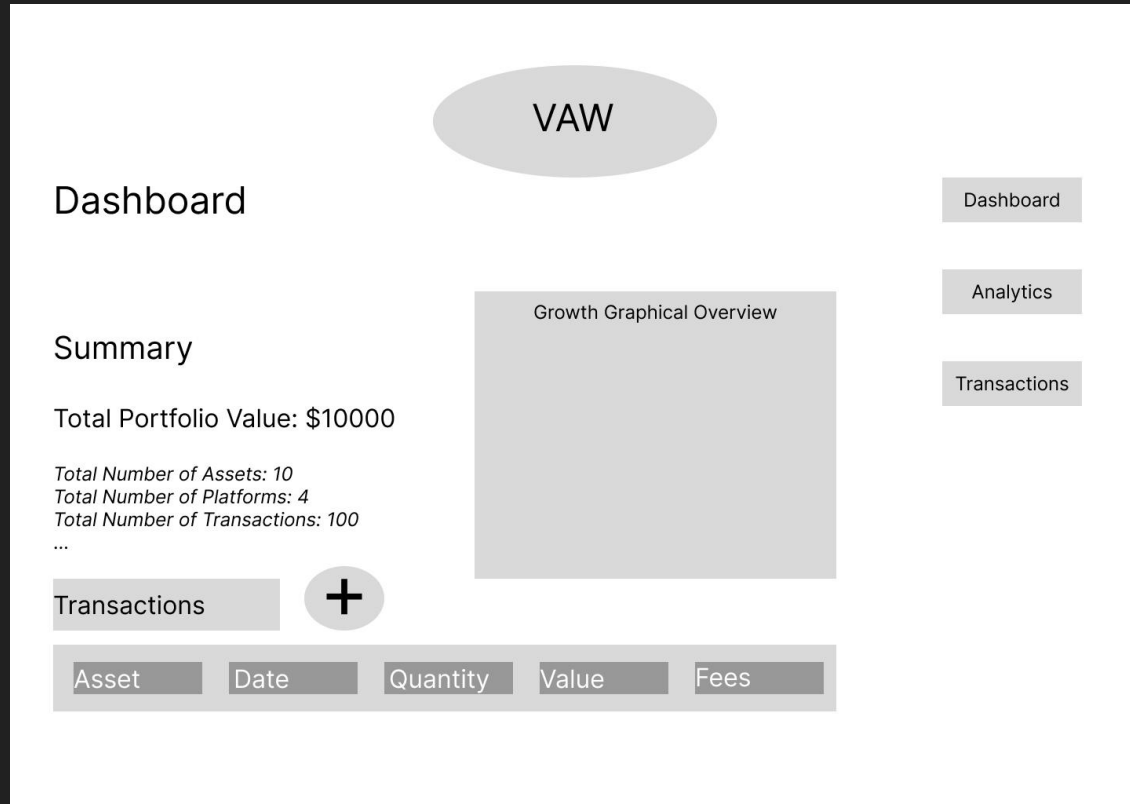 VAW
Dashboard
Dashboard
Analytics
Transactions
Growth Graphical Overview
Summary
Total Portfolio Value: $10000
Total Number of Assets: 10
Total Number of Platforms: 4
Total Number of Transactions: 100
...
Transactions
+
Asset Date Quantity Value Fees